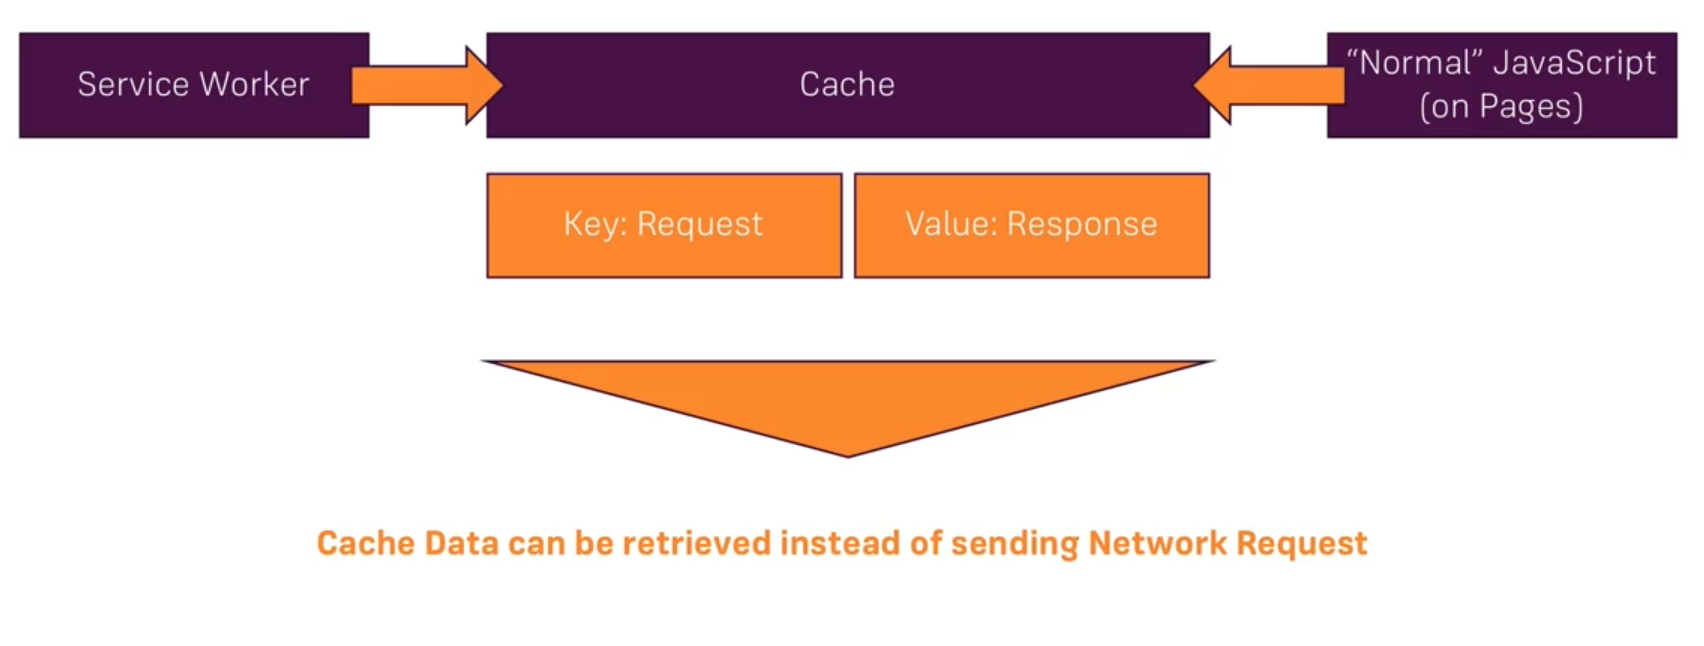 Service Worker
Cache
“Normal” JavaScript
(on Pages)
Key: Request
Value: Response
Cache Data can be retrieved instead of sending Network Request